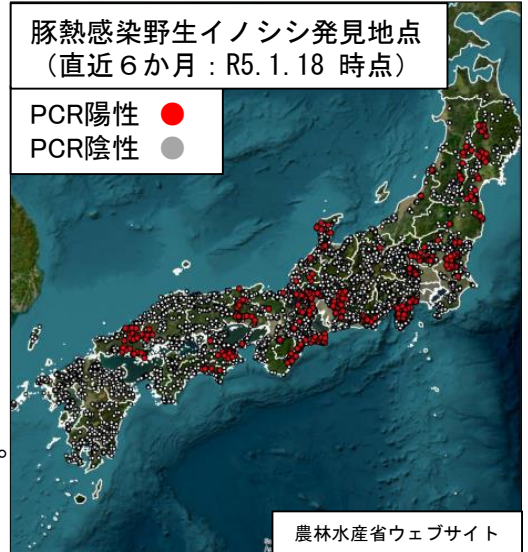 豚熱感染野生イノシシ発見地点
（直近６か月：R5.1.18 時点）
PCR陽性
PCR陰性
。
農林水産省ウェブサイト